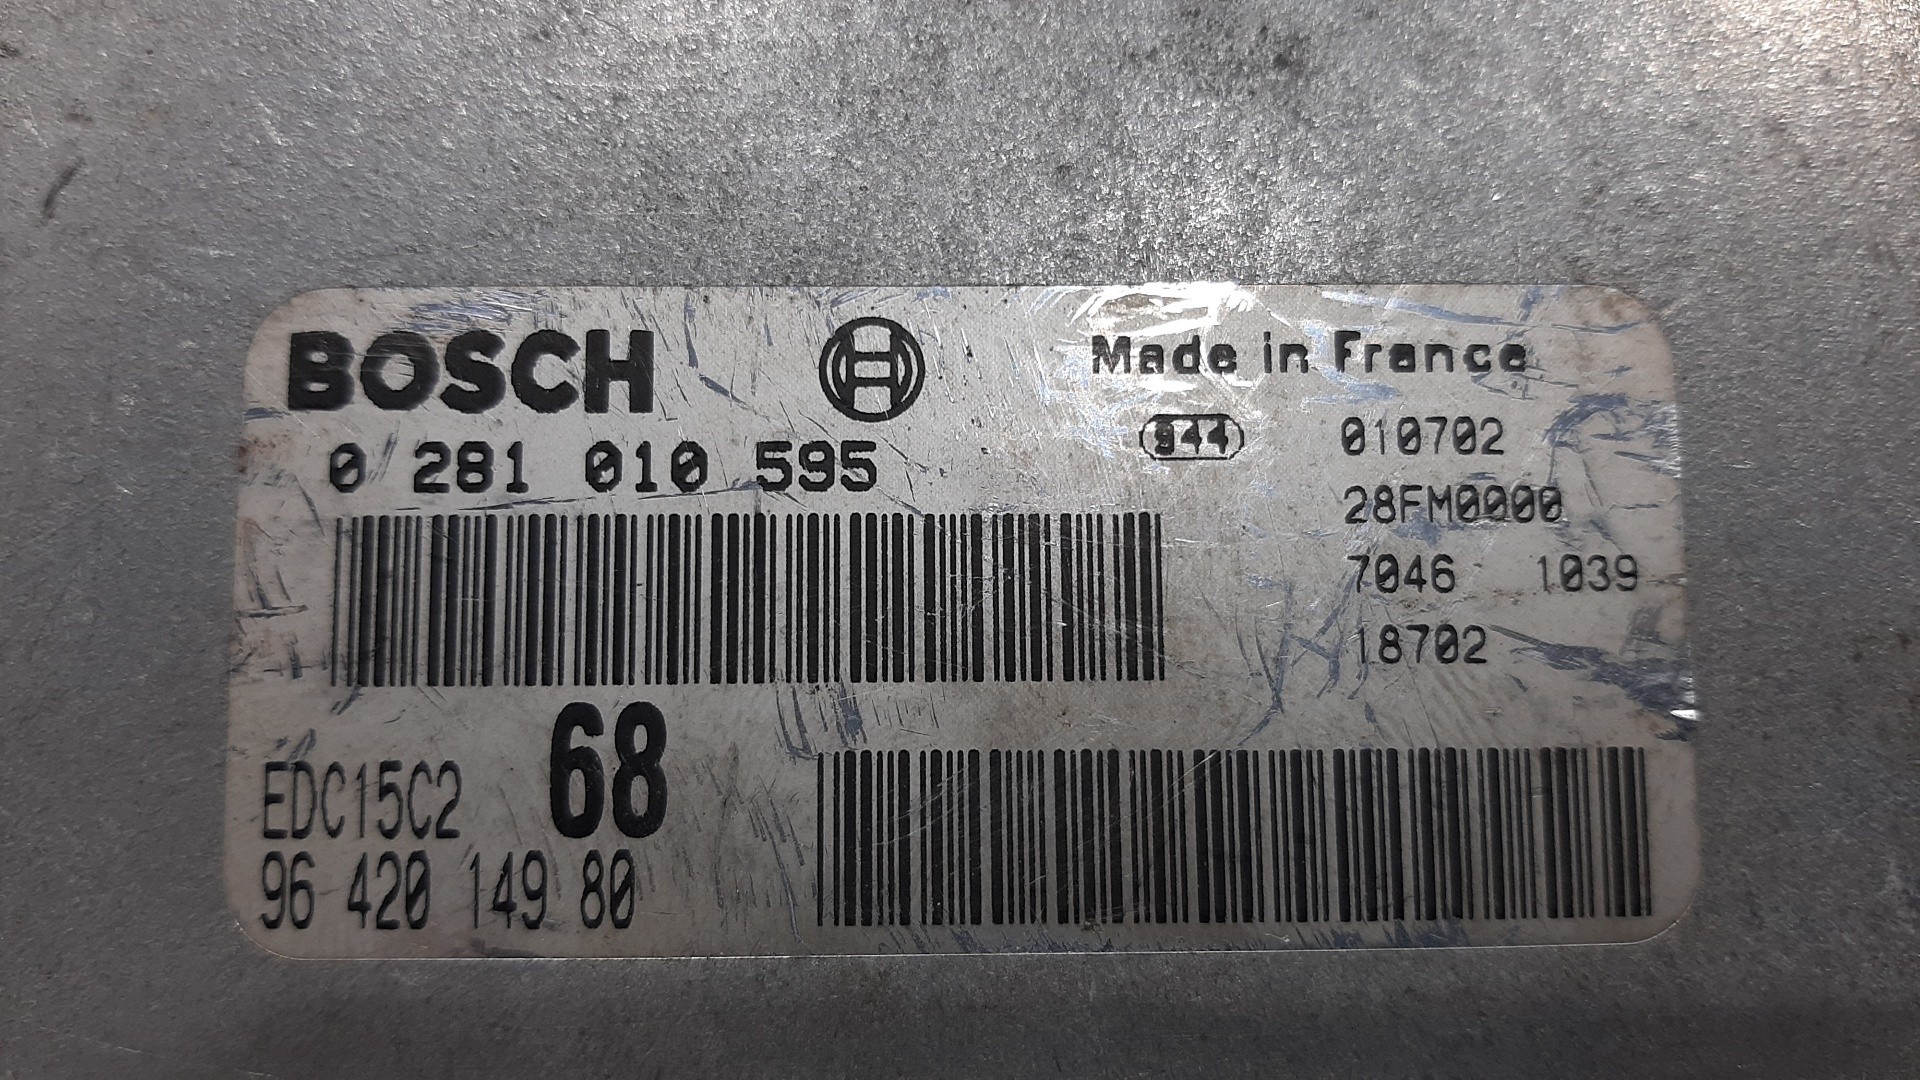 BOSCH
Made in France
0 281 010 595
944
010702
28FM0000
7046 1039
18702
EDC15C2 68
96 420 149 80